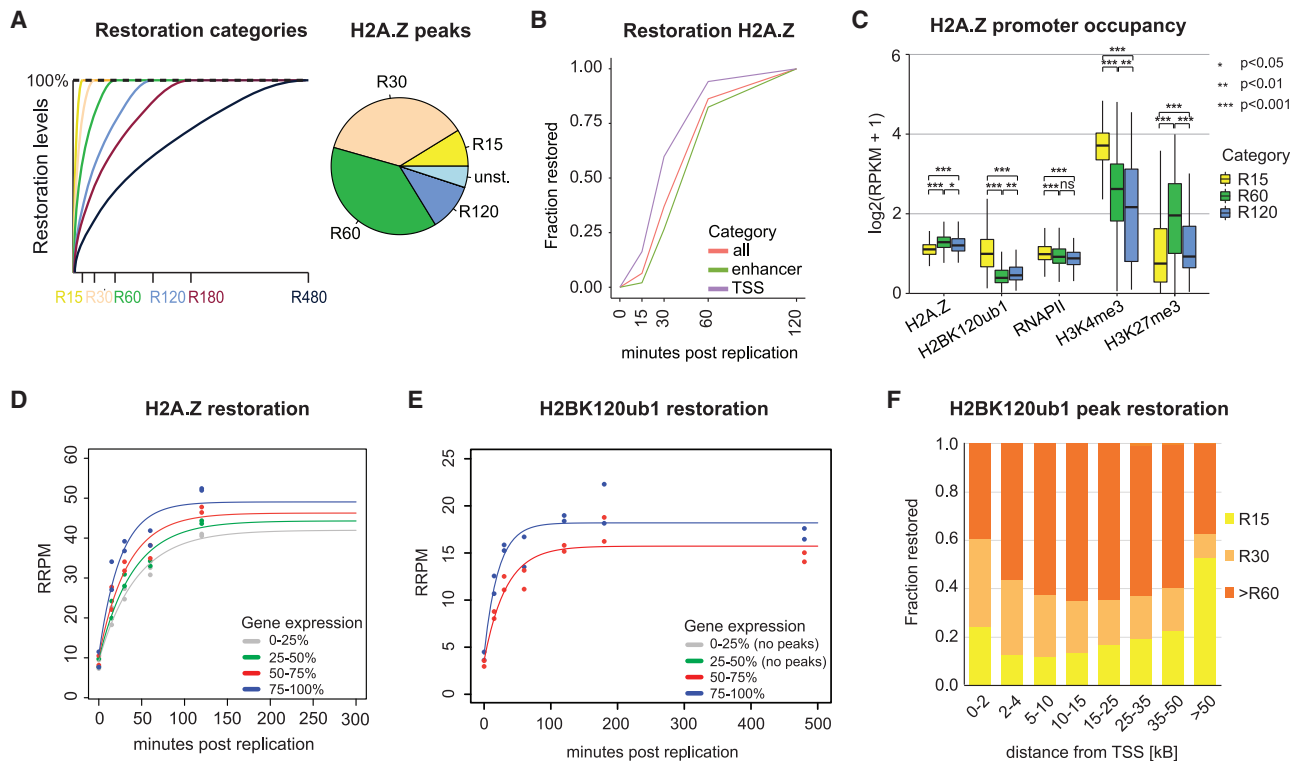 A
Restoration categories
100%
Restoration levels
R15
R30
R60
R120
R180
R480
H2A.Z peaks
R30
R15
unst.
R120
R60
B
Restoration H2A.Z
Fraction restored
1.00
0.75
0.50
0.25
0.00
Category
all
enhancer
TSS
0
15
30
60
120
minutes post replication
C
H2A.Z promoter occupancy
log2(RPKM + 1)
6
4
2
0
*** *** *
*** *** **
*** *** ns
*** *** **
*** *** ***
* p<0.05
** p<0.01
*** p<0.001
Category
R15
R60
R120
H2A.Z
H2BK120ub1
RNAPII
H3K4me3
H3K27me3
D
H2A.Z restoration
RRPM
60
50
40
30
20
10
0
Gene expression
0-25%
25-50%
50-75%
75-100%
0 50 100 150 200 250 300
minutes post replication
E
H2BK120ub1 restoration
RRPM
25
20
15
10
5
0
Gene expression
0-25% (no peaks)
25-50% (no peaks)
50-75%
75-100%
0 100 200 300 400 500
minutes post replication
F
H2BK120ub1 peak restoration
Fraction restored
1.0
0.8
0.6
0.4
0.2
0.0
R15
R30
>R60
0-2
2-4
5-10
10-15
15-25
25-35
35-50
>50
distance from TSS [kB]